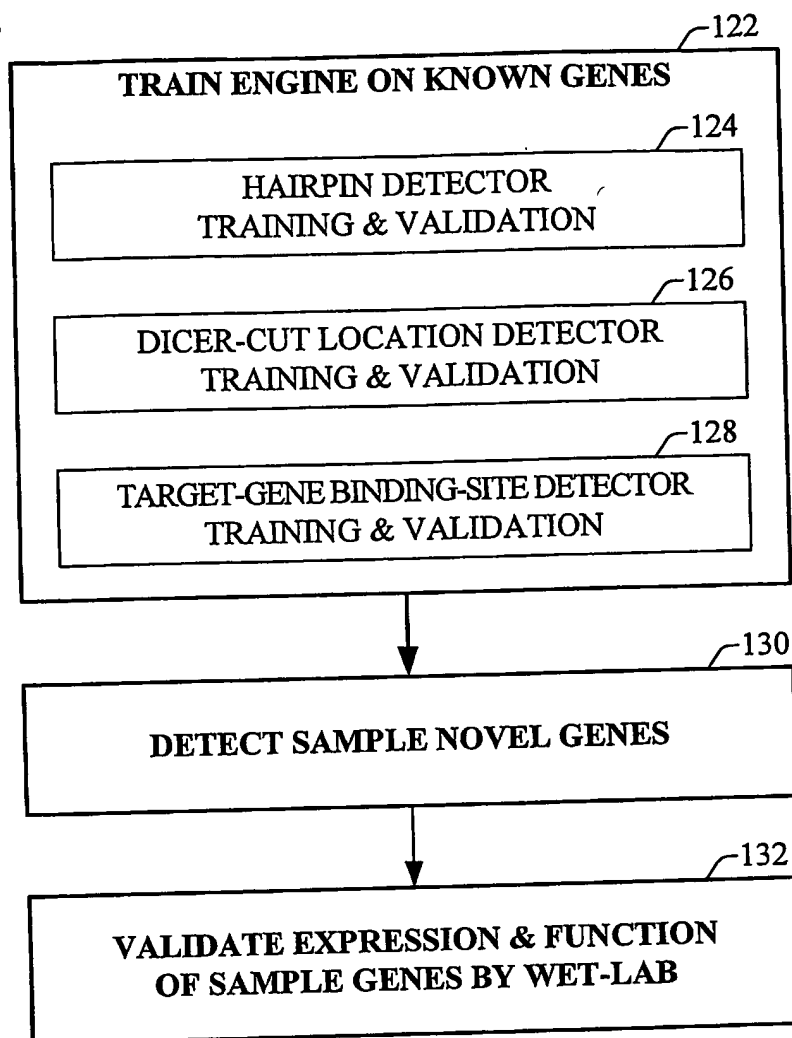 122
TRAIN ENGINE ON KNOWN GENES
124
HAIRPIN DETECTOR
TRAINING & VALIDATION
126
DICER-CUT LOCATION DETECTOR
TRAINING & VALIDATION
128
TARGET-GENE BINDING-SITE DETECTOR
TRAINING & VALIDATION
130
DETECT SAMPLE NOVEL GENES
132
VALIDATE EXPRESSION & FUNCTION
OF SAMPLE GENES BY WET-LAB